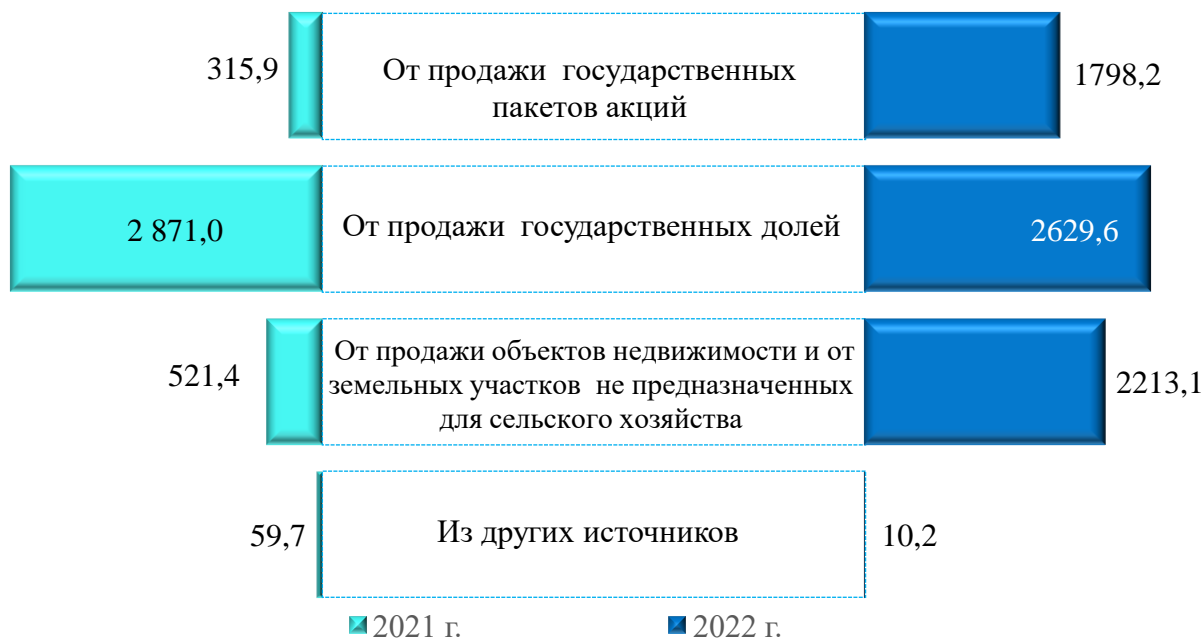 315,9
От продажи государственных
пакетов акций
1798,2
2 871,0
От продажи государственных долей
2629,6
521,4
От продажи объектов недвижимости и от
земельных участков не предназначенных
для сельского хозяйства
2213,1
59,7
Из других источников
10,2
2021 г.
2022 г.